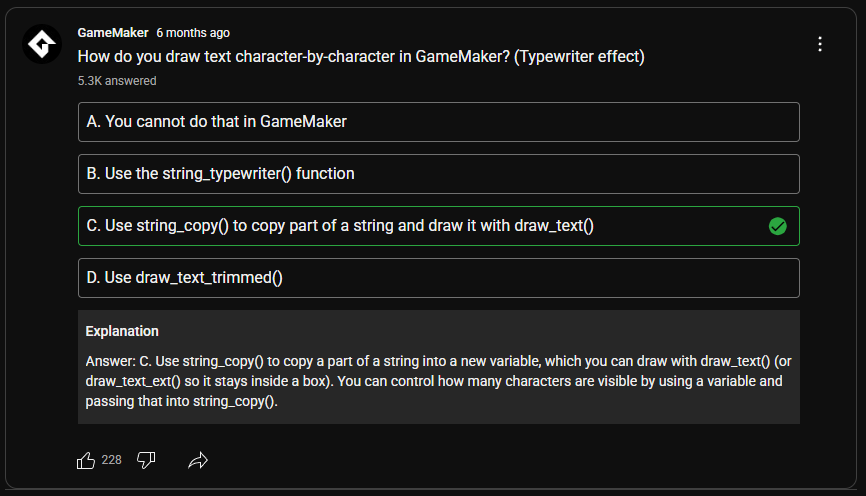 GameMaker 6 months ago
How do you draw text character-by-character in GameMaker? (Typewriter effect)
5.3K answered
A. You cannot do that in GameMaker
B. Use the string_typewriter() function
C. Use string_copy() to copy part of a string and draw it with draw_text()
D. Use draw_text_trimmed()
Explanation
Answer: C. Use string_copy() to copy a part of a string into a new variable, which you can draw with draw_text() (or
draw_text_ext() so it stays inside a box). You can control how many characters are visible by using a variable and
passing that into string_copy().
228